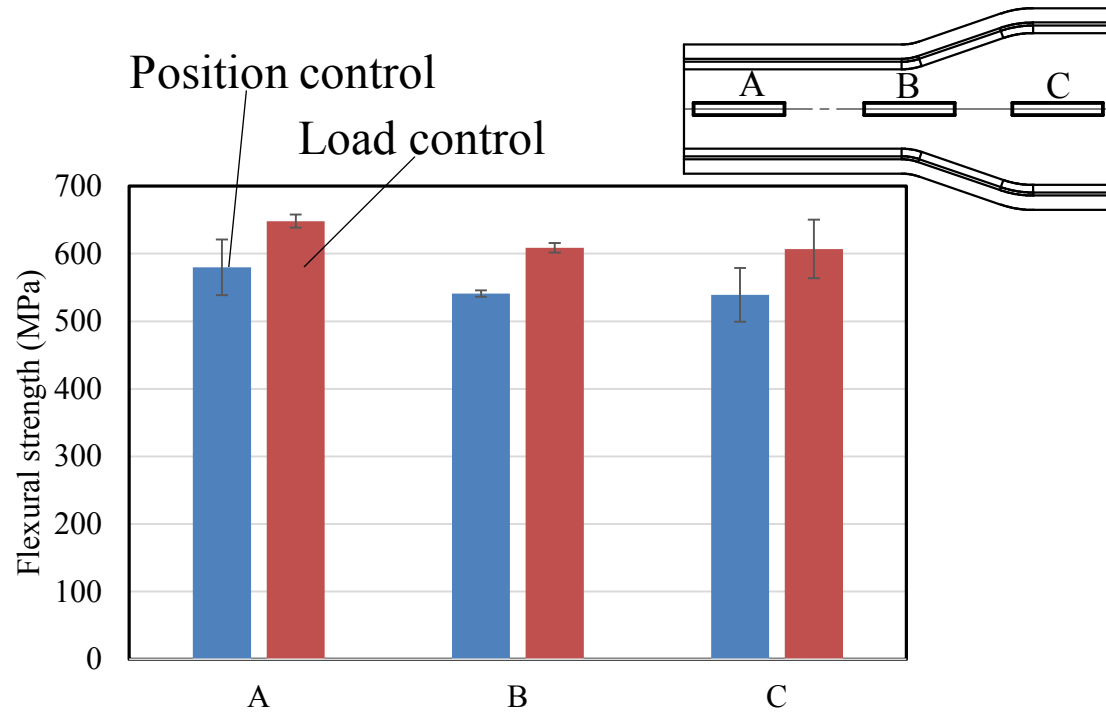 Position control
Load control
A
B
C
Flexural strength (MPa)
700
600
500
400
300
200
100
0
A
B
C